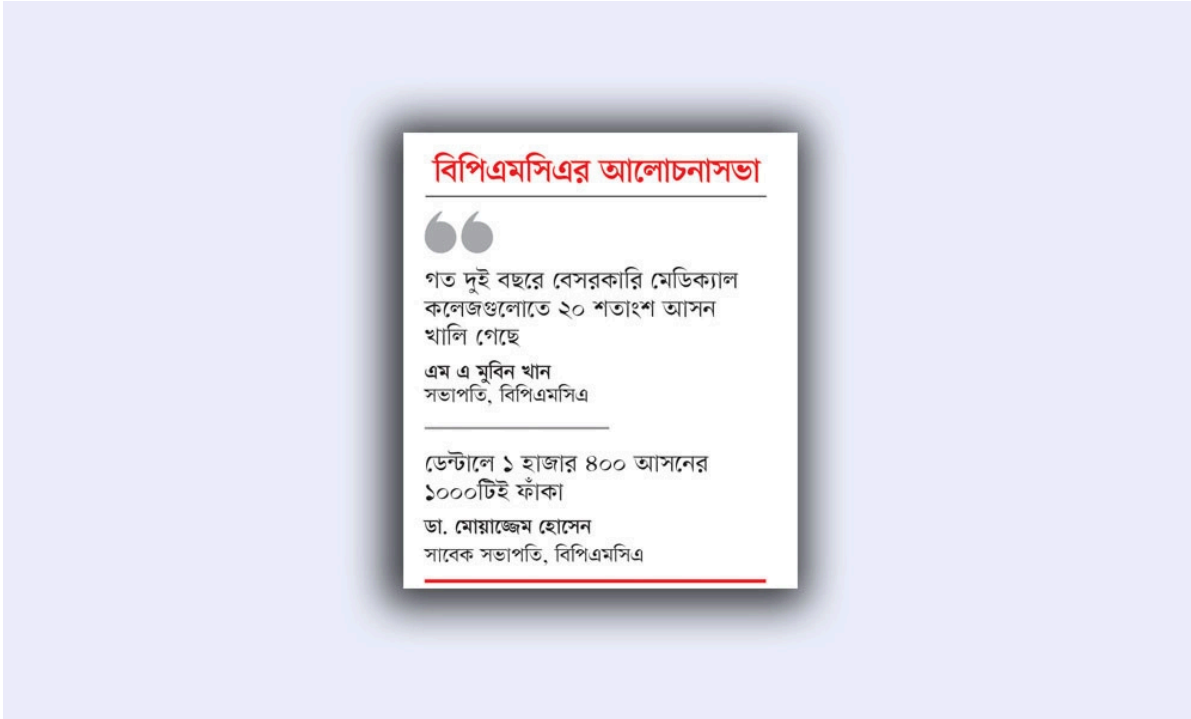 বিপিএমসিএর আলোচনাসভা
গত দুই বছরে বেসরকারি মেডিক্যাল
কলেজগুলোতে ২০ শতাংশ আসন
খালি গেছে
এম এ মুবিন খান
সভাপতি, বিপিএমসিএ
ডেন্টালে ১ হাজার ৪০০ আসনের
১০০০টিই ফাঁকা
ডা. মোয়াজ্জেম হোসেন
সাবেক সভাপতি, বিপিএমসিএ